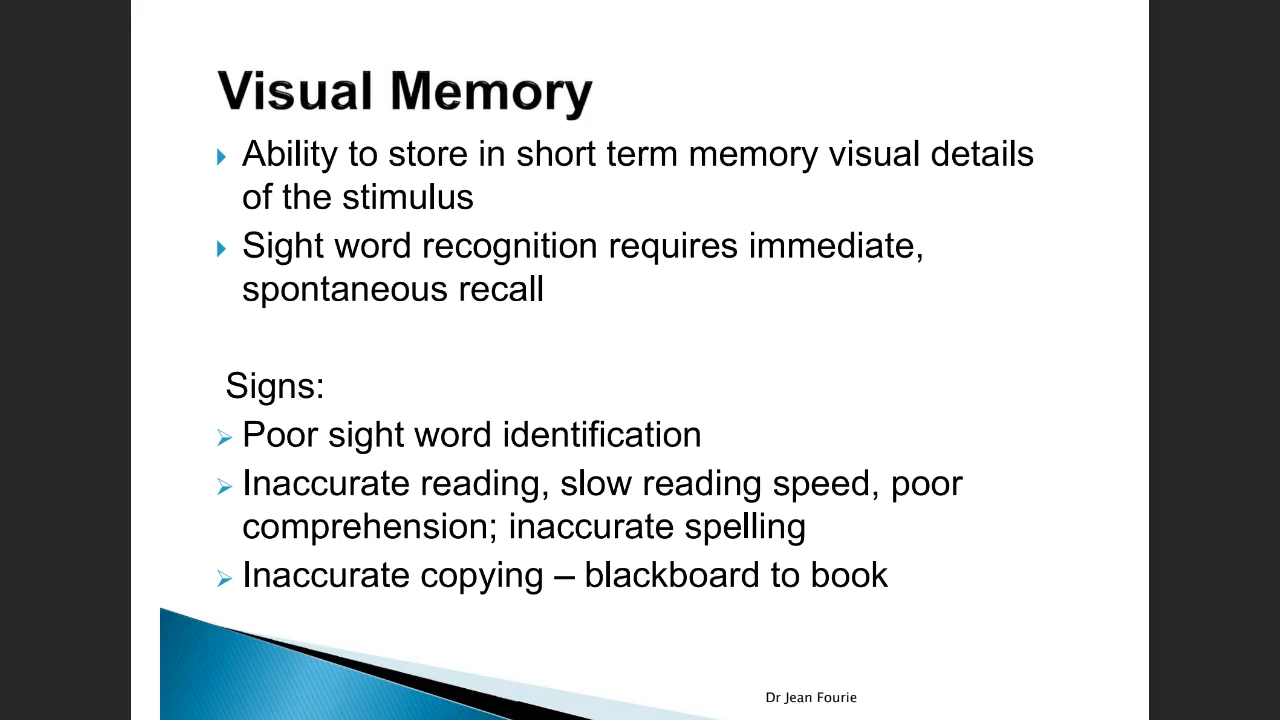 Visual Memory
Ability to store in short term memory visual details
of the stimulus
Sight word recognition requires immediate,
spontaneous recall
Signs:
Poor sight word identification
Inaccurate reading, slow reading speed, poor
comprehension; inaccurate spelling
Inaccurate copying – blackboard to book
Dr Jean Fourie